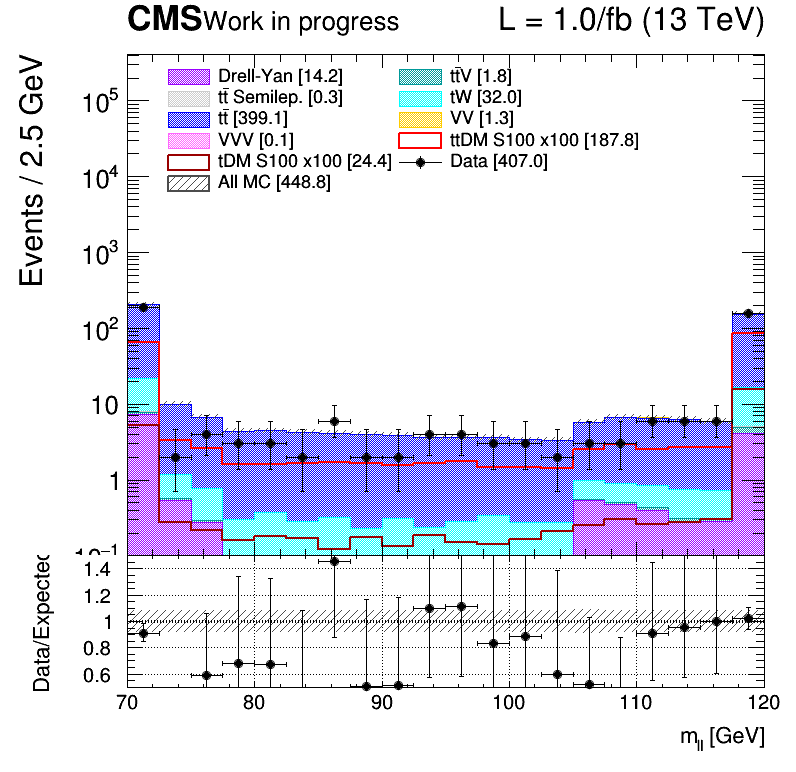 CMS Work in progress L = 1.0/fb (13 TeV)
Events / 2.5 GeV
Drell-Yan [14.2] tt̄V [1.8]
tt̄ Semilep. [0.3] tW [32.0]
tt̄ [399.1] VV [1.3]
VVV [0.1] ttDM S100 x100 [187.8]
tDM S100 x100 [24.4] Data [407.0]
All MC [448.8]
10⁵
10⁴
10³
10²
10
1
10⁻¹
Data/Expected
1.4
1.2
1
0.8
0.6
70 80 90 100 110 120
m_ll [GeV]